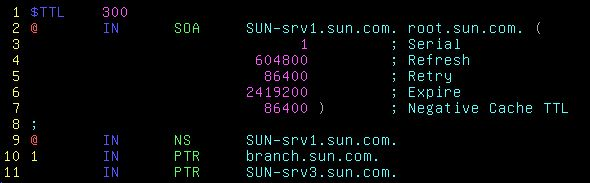 1 $TTL 300
2 @ IN SOA SUN-srv1.sun.com. root.sun.com. (
3 1 ; Serial
4 604800 ; Refresh
5 86400 ; Retry
6 2419200 ; Expire
7 86400 ) ; Negative Cache TTL
8 ;
9 @ IN NS SUN-srv1.sun.com.
10 1 IN PTR branch.sun.com.
11 IN PTR SUN-srv3.sun.com.